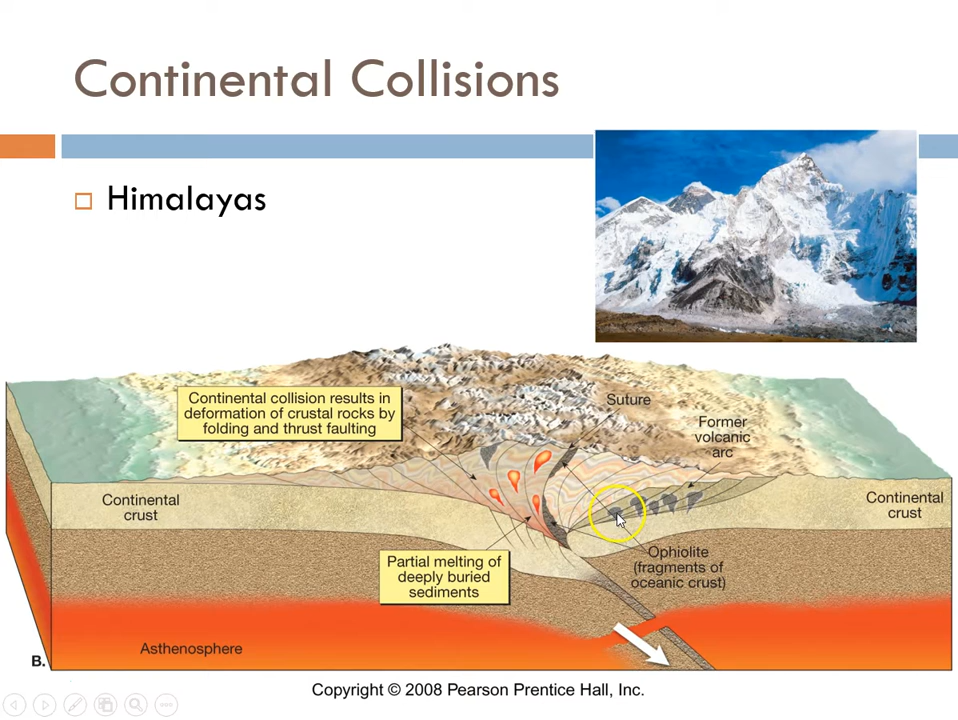 Continental Collisions
Himalayas
Continental collision results in
deformation of crustal rocks by
folding and thrust faulting
Suture
Former
volcanic
arc
Continental
crust
Continental
crust
Partial melting of
deeply buried
sediments
Ophiolite
(fragments of
oceanic crust)
Asthenosphere
B.
Copyright © 2008 Pearson Prentice Hall, Inc.